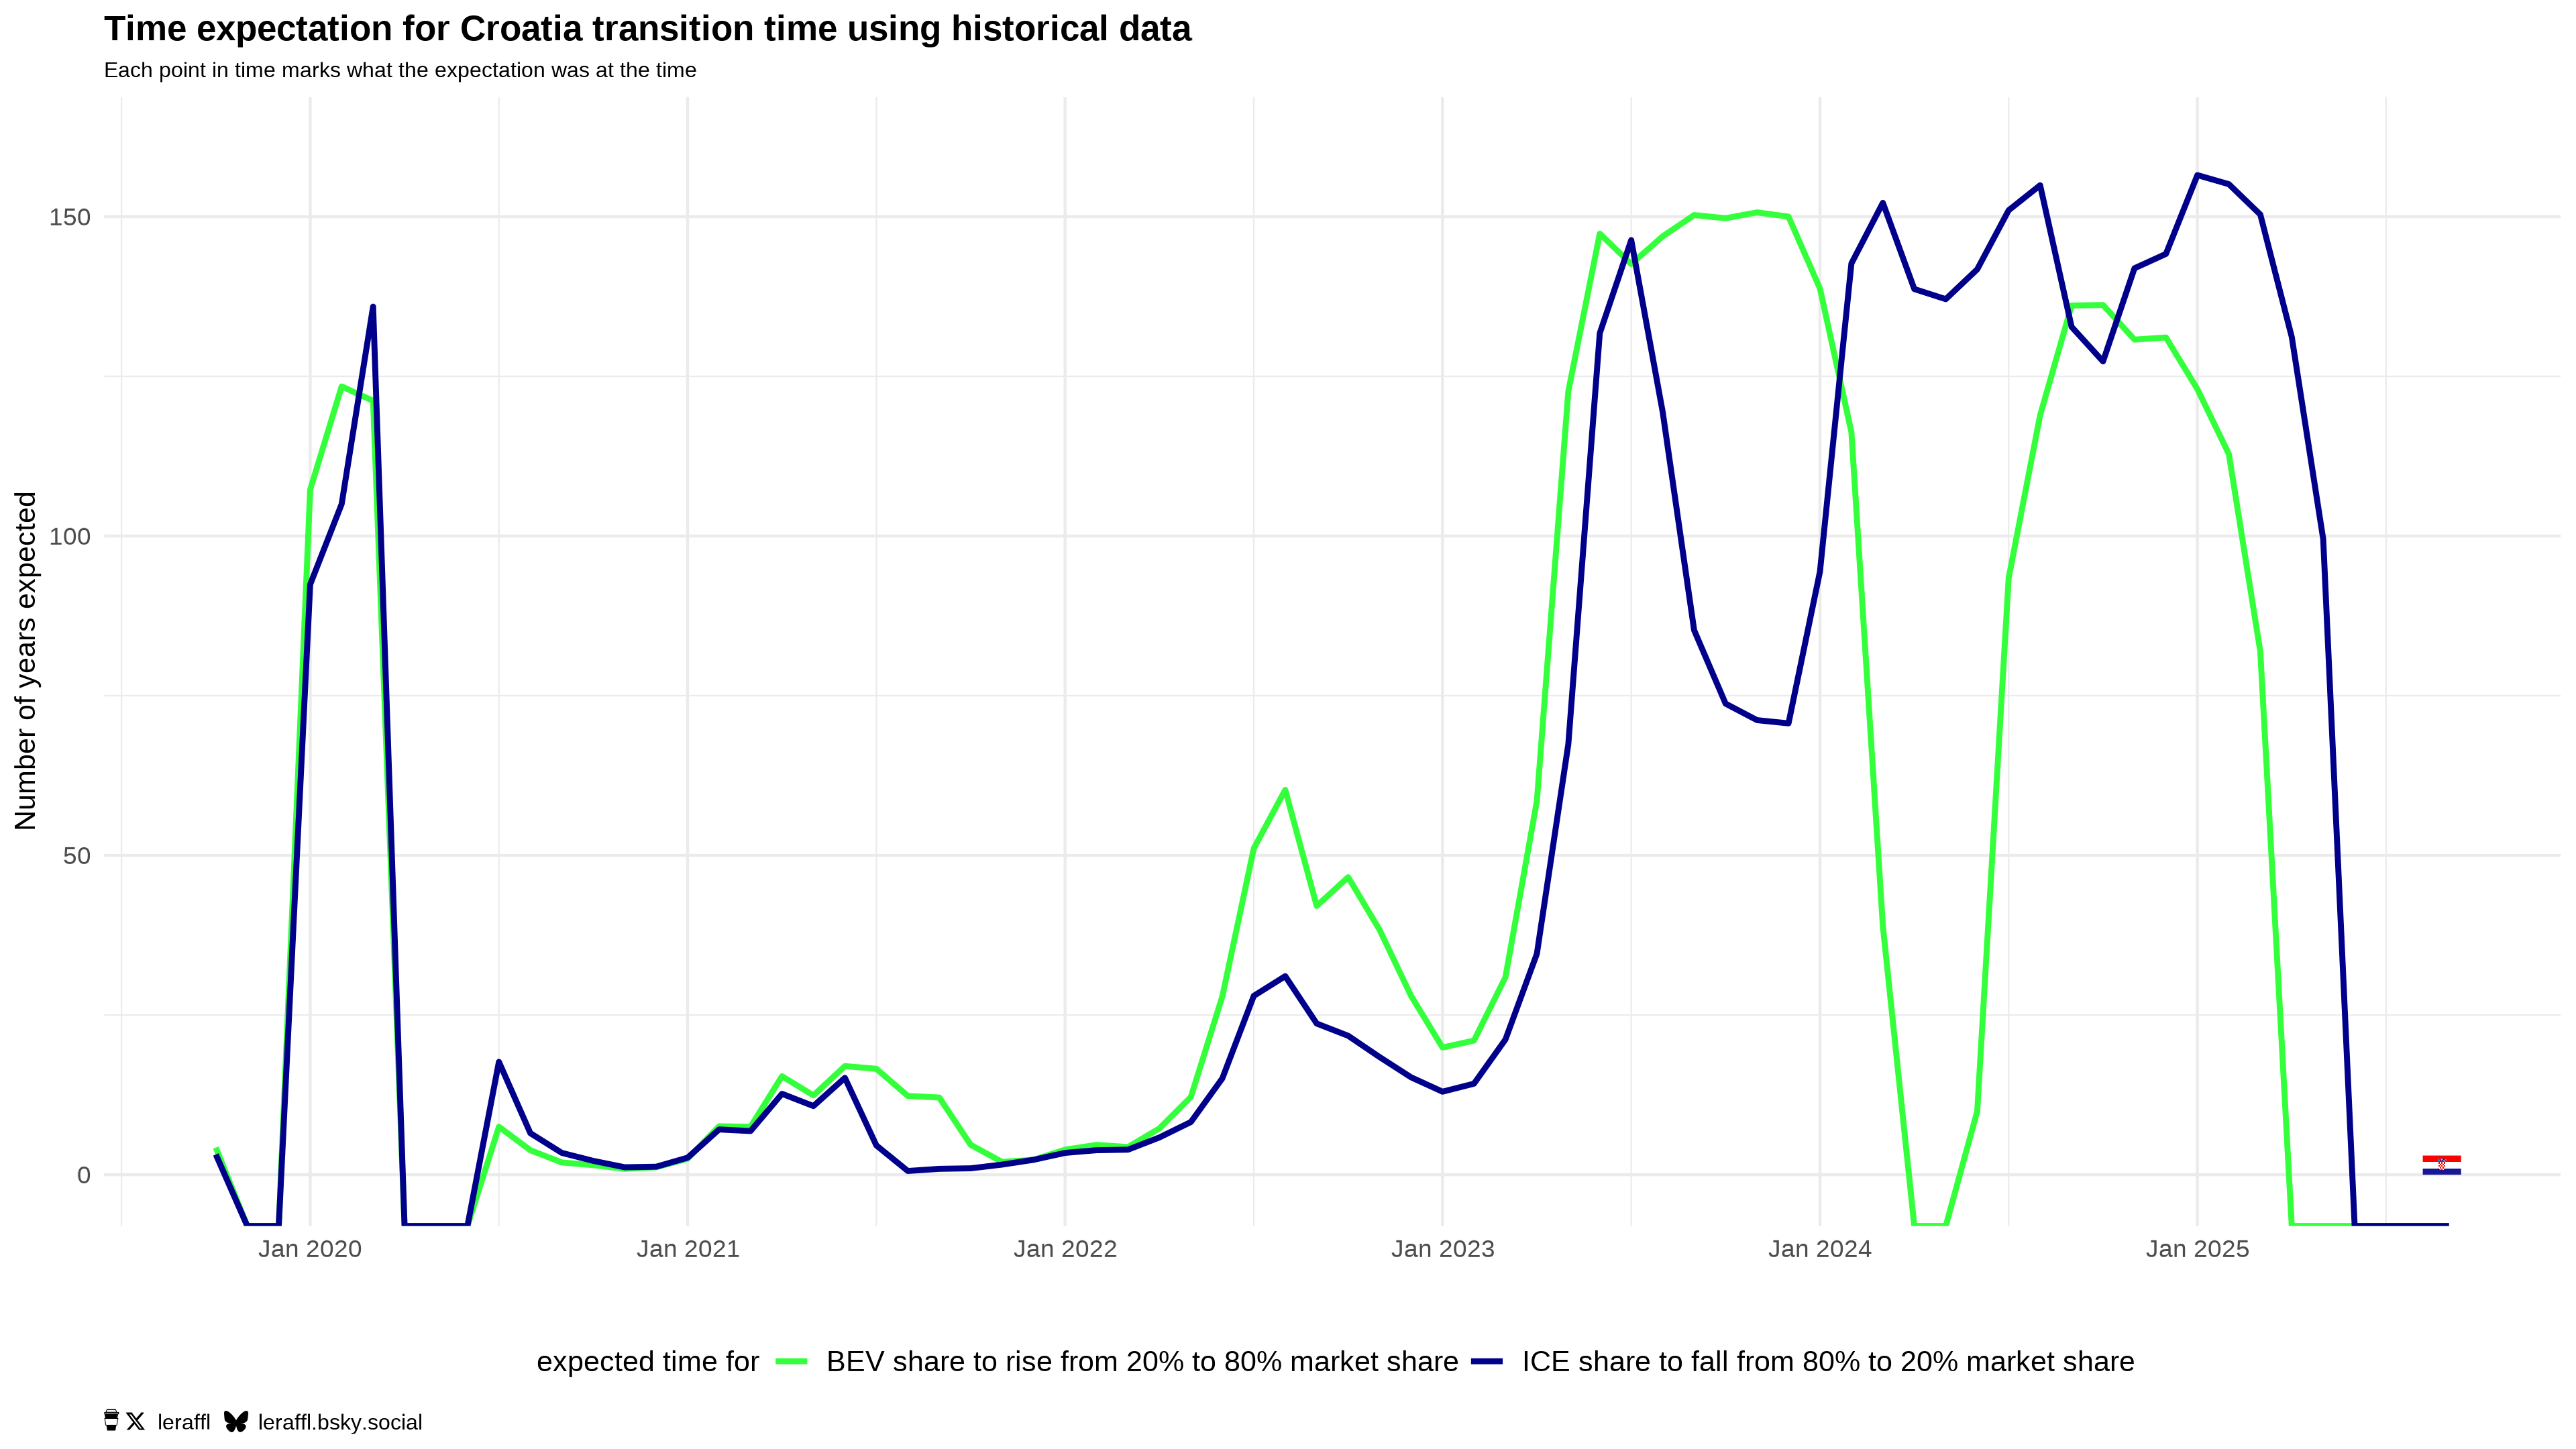 Time expectation for Croatia transition time using historical data
Each point in time marks what the expectation was at the time
Number of years expected
150
100
50
0
Jan 2020
Jan 2021
Jan 2022
Jan 2023
Jan 2024
Jan 2025
expected time for
BEV share to rise from 20% to 80% market share
ICE share to fall from 80% to 20% market share
leraffl
leraffl.bsky.social